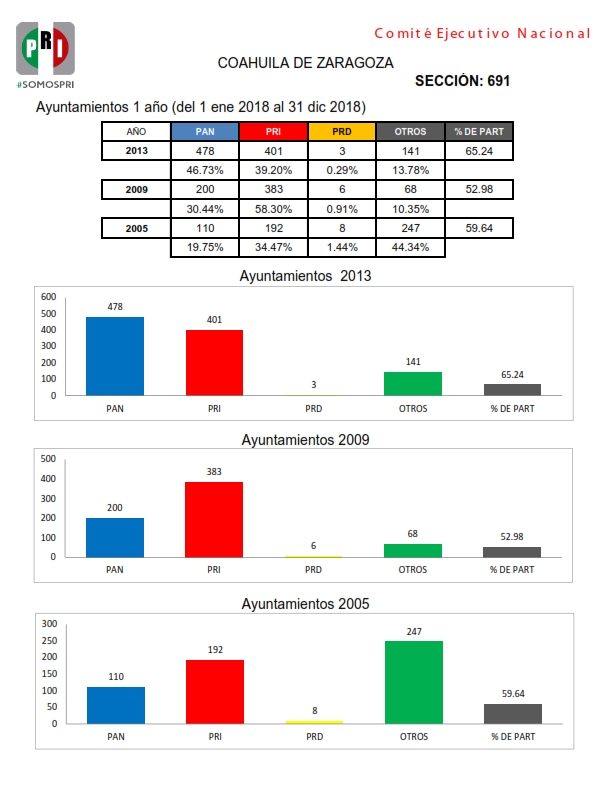 Comité Ejecutivo Nacional
PRI
#SOMOSPRI
COAHUILA DE ZARAGOZA
SECCIÓN: 691
Ayuntamientos 1 año (del 1 ene 2018 al 31 dic 2018)
AÑO PAN PRI PRD OTROS % DE PART
2013 478 401 3 141 65.24
46.73% 39.20% 0.29% 13.78%
2009 200 383 6 68 52.98
30.44% 58.30% 0.91% 10.35%
2005 110 192 8 247 59.64
19.75% 34.47% 1.44% 44.34%
Ayuntamientos 2013
600
500
400
300
200
100
0
478
401
3
141
65.24
PAN PRI PRD OTROS % DE PART
Ayuntamientos 2009
500
400
300
200
100
0
200
383
6
68
52.98
PAN PRI PRD OTROS % DE PART
Ayuntamientos 2005
300
250
200
150
100
50
0
110
192
8
247
59.64
PAN PRI PRD OTROS % DE PART